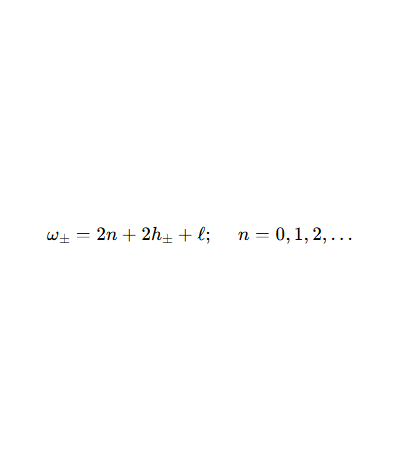 ω± = 2n + 2h± + ℓ; n = 0, 1, 2, …